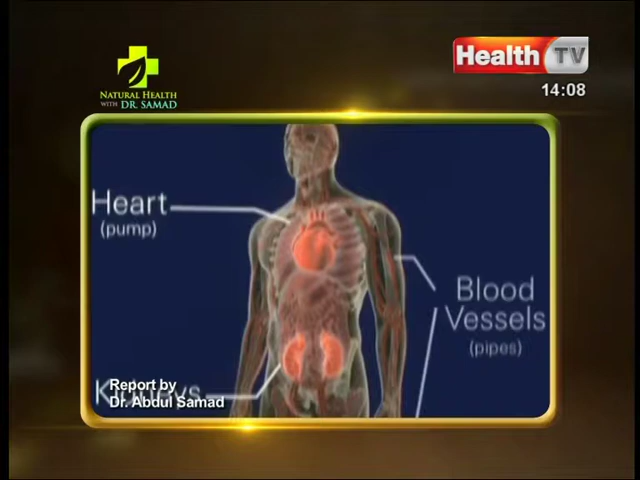 Health TV
14:08
NATURAL HEALTH
WITH DR. SAMAD
Heart
(pump)
Blood
Vessels
(pipes)
Kidneys
Report by
Dr. Abdul Samad